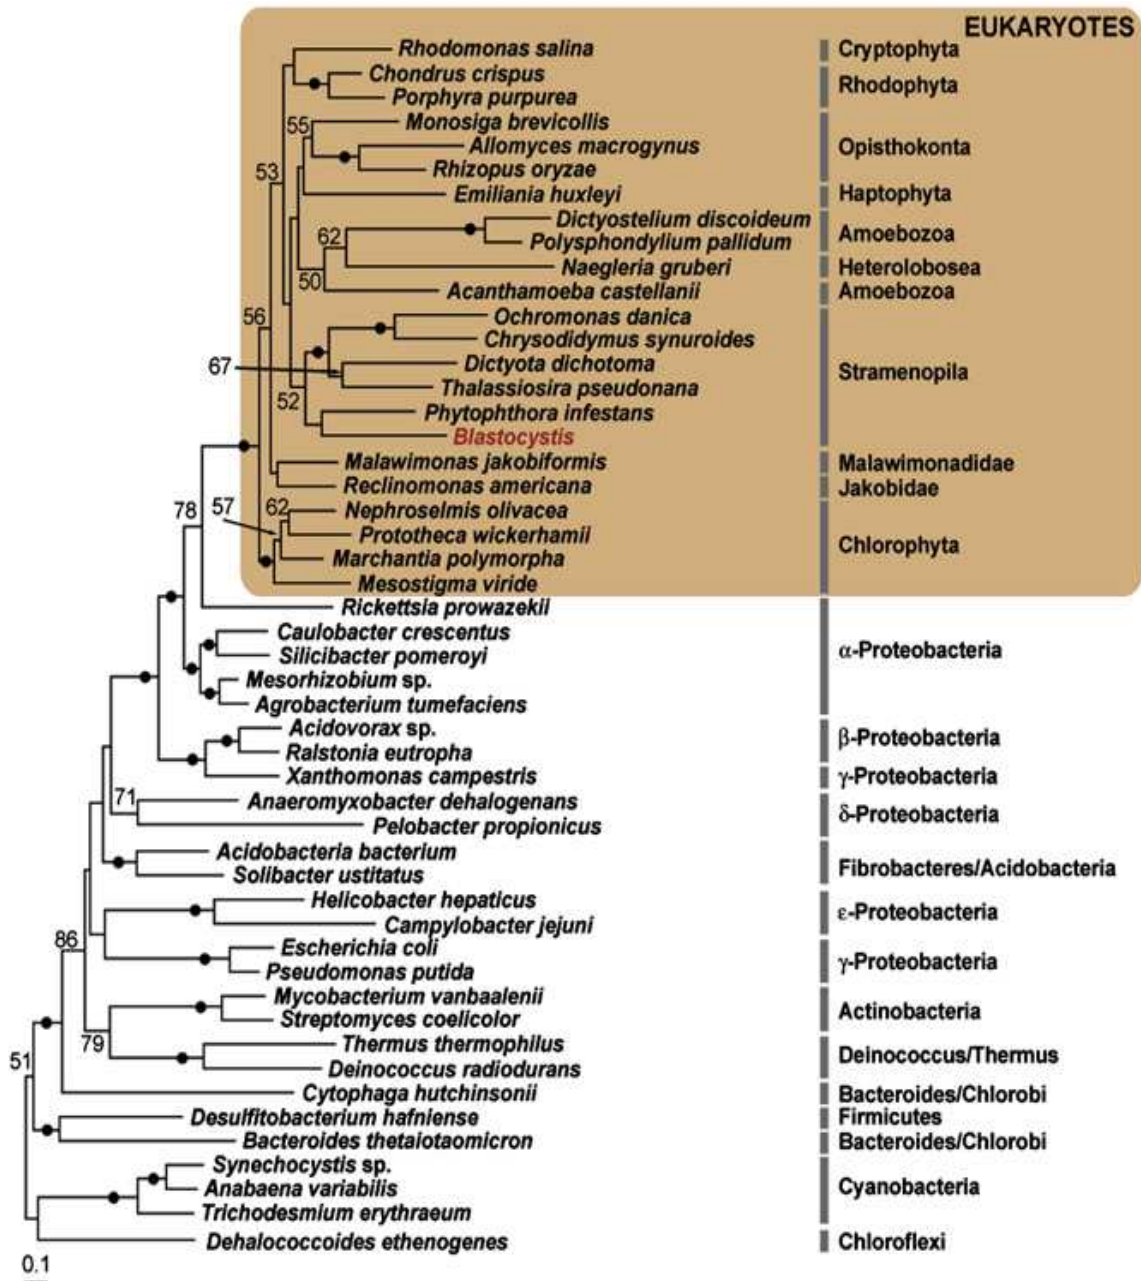 EUKARYOTES
Rhodomonas salina Cryptophyta
Chondrus crispus
Rhodophyta
Porphyra purpurea
55 Monosiga brevicollis
Allomyces macrogynus
Opisthokonta
53 Rhizopus oryzae
Emiliania huxleyi Haptophyta
Dictyostelium discoideum
62 Amoebozoa
Polysphondylium pallidum
Naegleria gruberi Heterolobosea
50 Acanthamoeba castellanii Amoebozoa
56 Ochromonas danica
Chrysodidymus synuroides
67 Dictyota dichotoma
Stramenopila
Thalassiosira pseudonana
52 Phytophthora infestans
Blastocystis
Malawimonas jakobiformis Malawimonadidae
Reclinomonas americana Jakobidae
78 57 62 Nephroselmis olivacea
Prototheca wickerhamii
Chlorophyta
Marchantia polymorpha
Mesostigma viride
Rickettsia prowazekii
Caulobacter crescentus
α-Proteobacteria
Silicibacter pomeroyi
Mesorhizobium sp.
Agrobacterium tumefaciens
Acidovorax sp.
β-Proteobacteria
Ralstonia eutropha
Xanthomonas campestris γ-Proteobacteria
71 Anaeromyxobacter dehalogenans
δ-Proteobacteria
Pelobacter propionicus
Acidobacteria bacterium
Fibrobacteres/Acidobacteria
Solibacter ustitatus
Helicobacter hepaticus
ε-Proteobacteria
Campylobacter jejuni
86 Escherichia coli
γ-Proteobacteria
Pseudomonas putida
Mycobacterium vanbaalenii
Actinobacteria
Streptomyces coelicolor
79 Thermus thermophilus
Deinococcus/Thermus
51 Deinococcus radiodurans
Cytophaga hutchinsonii Bacteroides/Chlorobi
Desulfitobacterium hafniense Firmicutes
Bacteroides thetaiotaomicron Bacteroides/Chlorobi
Synechocystis sp.
Anabaena variabilis Cyanobacteria
Trichodesmium erythraeum
Dehalococcoides ethenogenes Chloroflexi
0.1